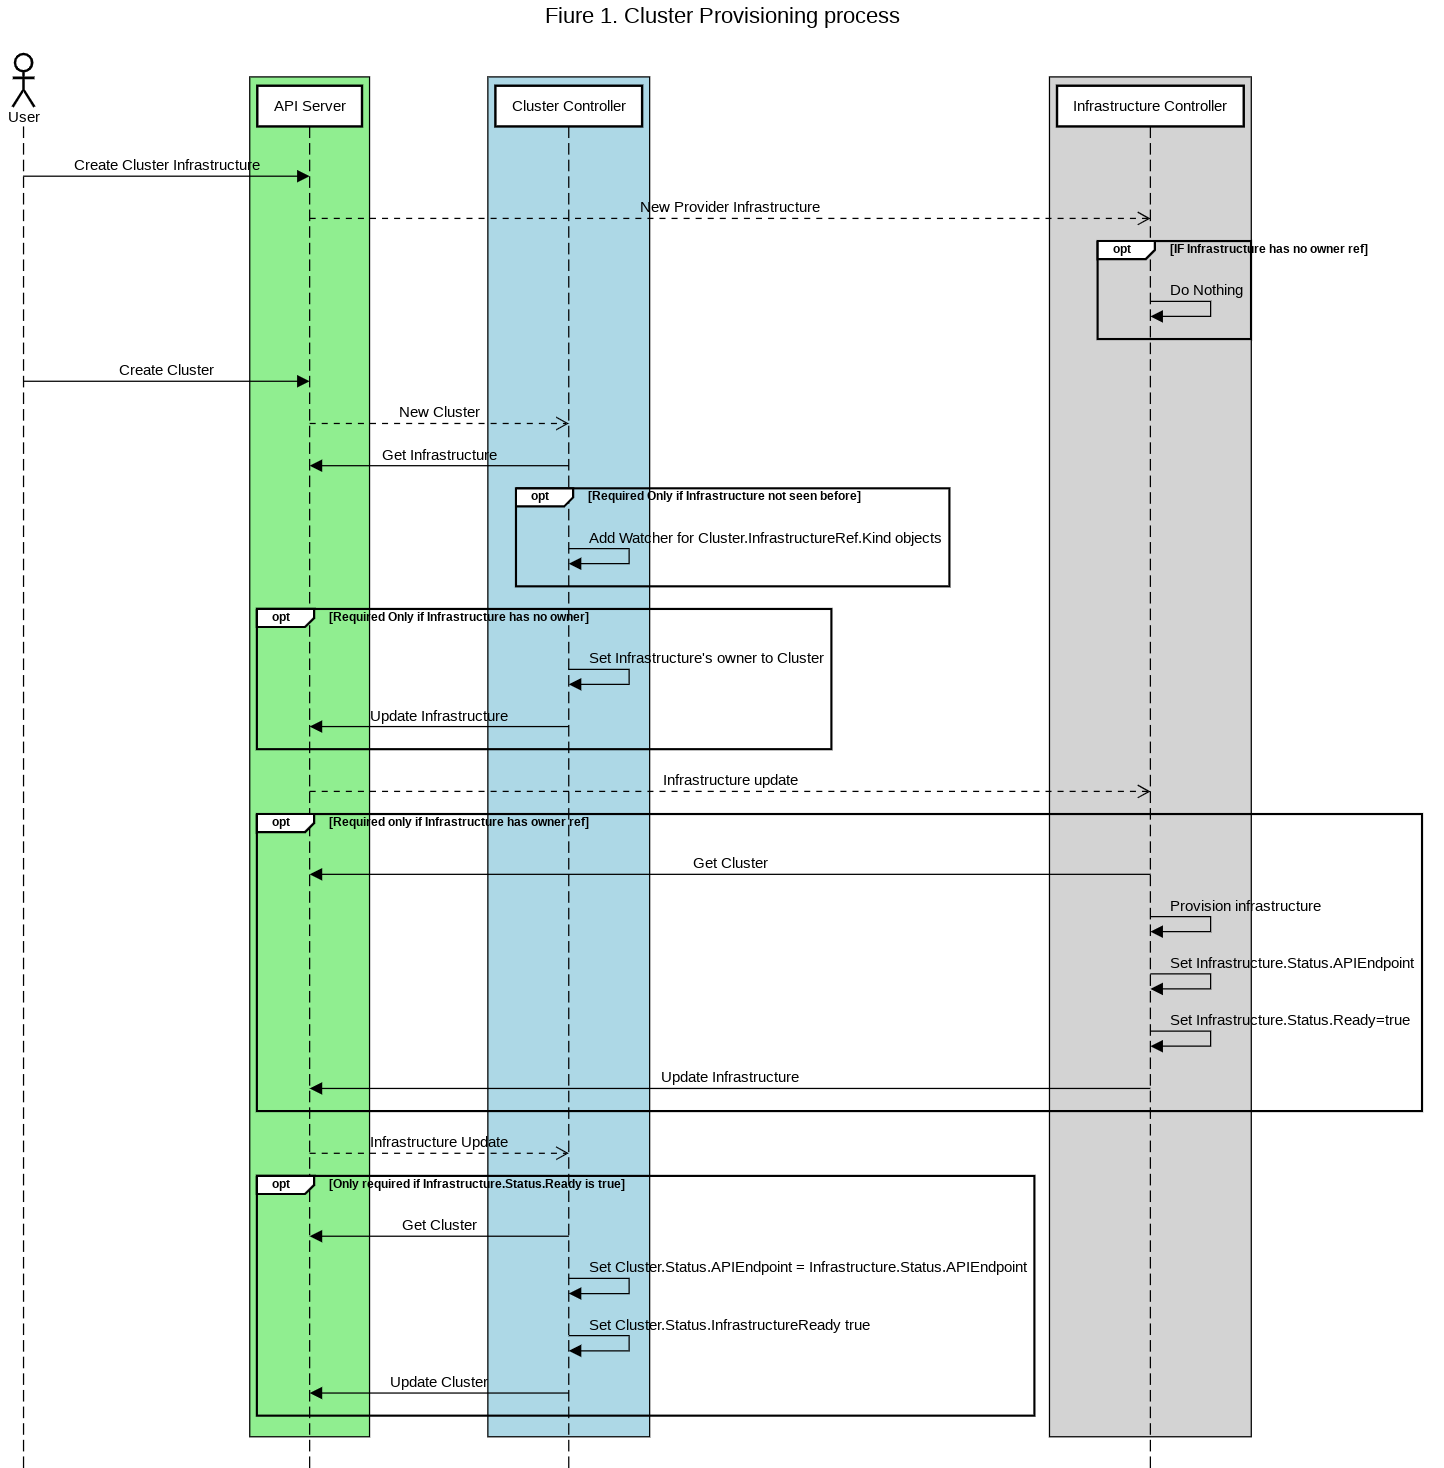 Fiure 1. Cluster Provisioning process
User
API Server
Cluster Controller
Infrastructure Controller
Create Cluster Infrastructure
New Provider Infrastructure
opt
[IF Infrastructure has no owner ref]
Do Nothing
Create Cluster
New Cluster
Get Infrastructure
opt
[Required Only if Infrastructure not seen before]
Add Watcher for Cluster.InfrastructureRef.Kind objects
opt
[Required Only if Infrastructure has no owner]
Set Infrastructure's owner to Cluster
Update Infrastructure
Infrastructure update
opt
[Required only if Infrastructure has owner ref]
Get Cluster
Provision infrastructure
Set Infrastructure.Status.APIEndpoint
Set Infrastructure.Status.Ready=true
Update Infrastructure
Infrastructure Update
opt
[Only required if Infrastructure.Status.Ready is true]
Get Cluster
Set Cluster.Status.APIEndpoint = Infrastructure.Status.APIEndpoint
Set Cluster.Status.InfrastructureReady true
Update Cluster